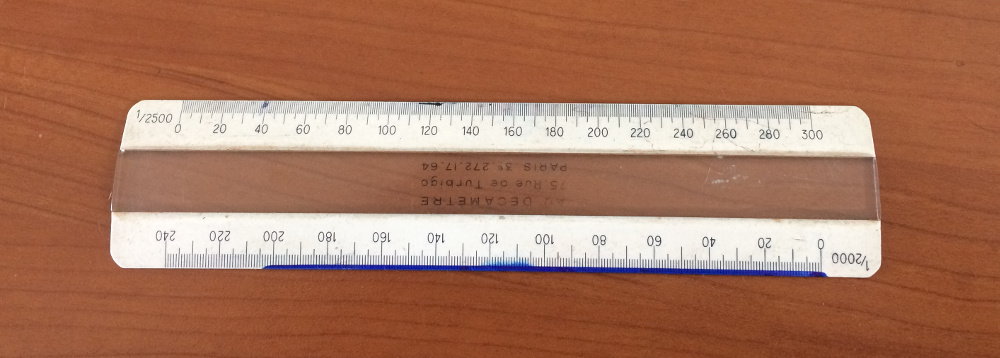 1/2500
0 20 40 60 80 100 120 140 160 180 200 220 240 260 280 300
AU DECAMETRE
75 Rue de Turbigo
PARIS 3e 272.17.64
1/2000
0 20 40 60 80 100 120 140 160 180 200 220 240